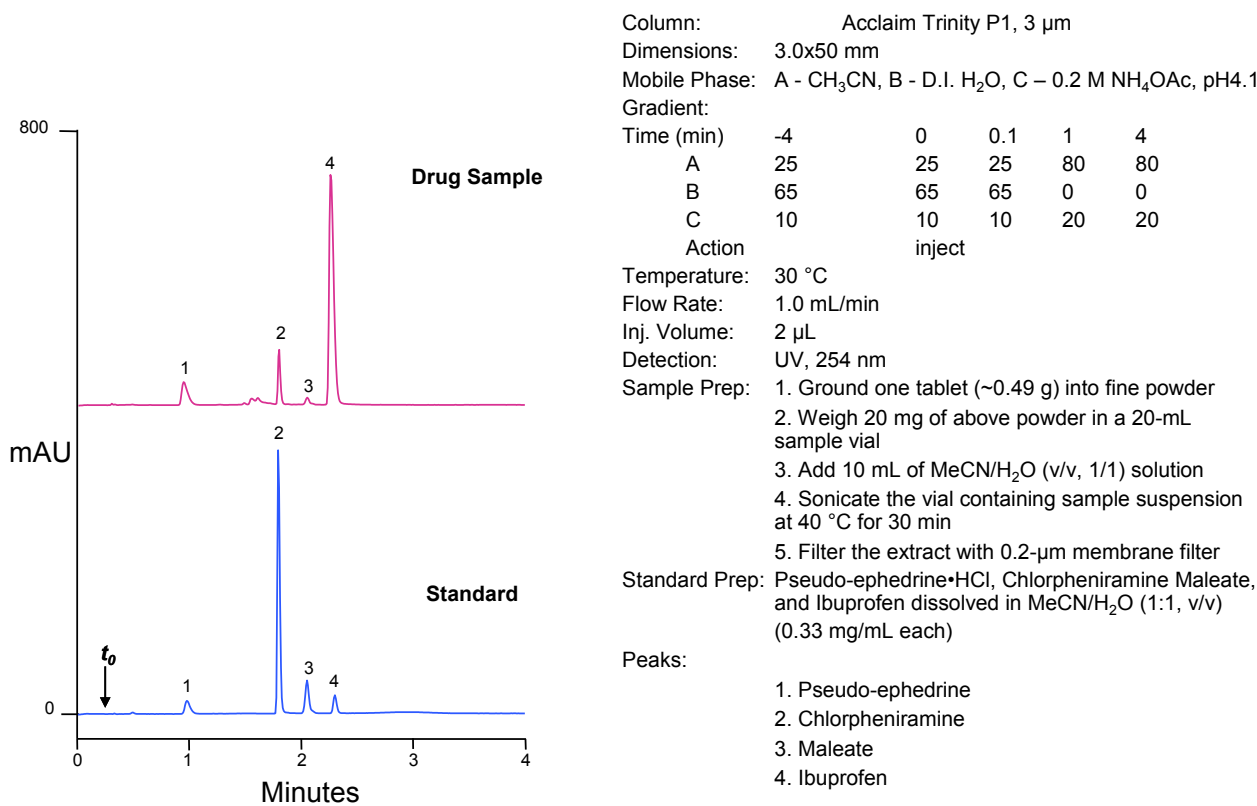 800
4
Drug Sample
2
1
3
mAU
2
Standard
t0
3
4
1
0
0 1 2 3 4
Minutes
Column: Acclaim Trinity P1, 3 µm
Dimensions: 3.0x50 mm
Mobile Phase: A - CH3CN, B - D.I. H2O, C – 0.2 M NH4OAc, pH4.1
Gradient:
Time (min) -4 0 0.1 1 4
A 25 25 25 80 80
B 65 65 65 0 0
C 10 10 10 20 20
Action inject
Temperature: 30 °C
Flow Rate: 1.0 mL/min
Inj. Volume: 2 µL
Detection: UV, 254 nm
Sample Prep: 1. Ground one tablet (~0.49 g) into fine powder
2. Weigh 20 mg of above powder in a 20-mL
sample vial
3. Add 10 mL of MeCN/H2O (v/v, 1/1) solution
4. Sonicate the vial containing sample suspension
at 40 °C for 30 min
5. Filter the extract with 0.2-µm membrane filter
Standard Prep: Pseudo-ephedrine•HCl, Chlorpheniramine Maleate,
and Ibuprofen dissolved in MeCN/H2O (1:1, v/v)
(0.33 mg/mL each)
Peaks:
1. Pseudo-ephedrine
2. Chlorpheniramine
3. Maleate
4. Ibuprofen